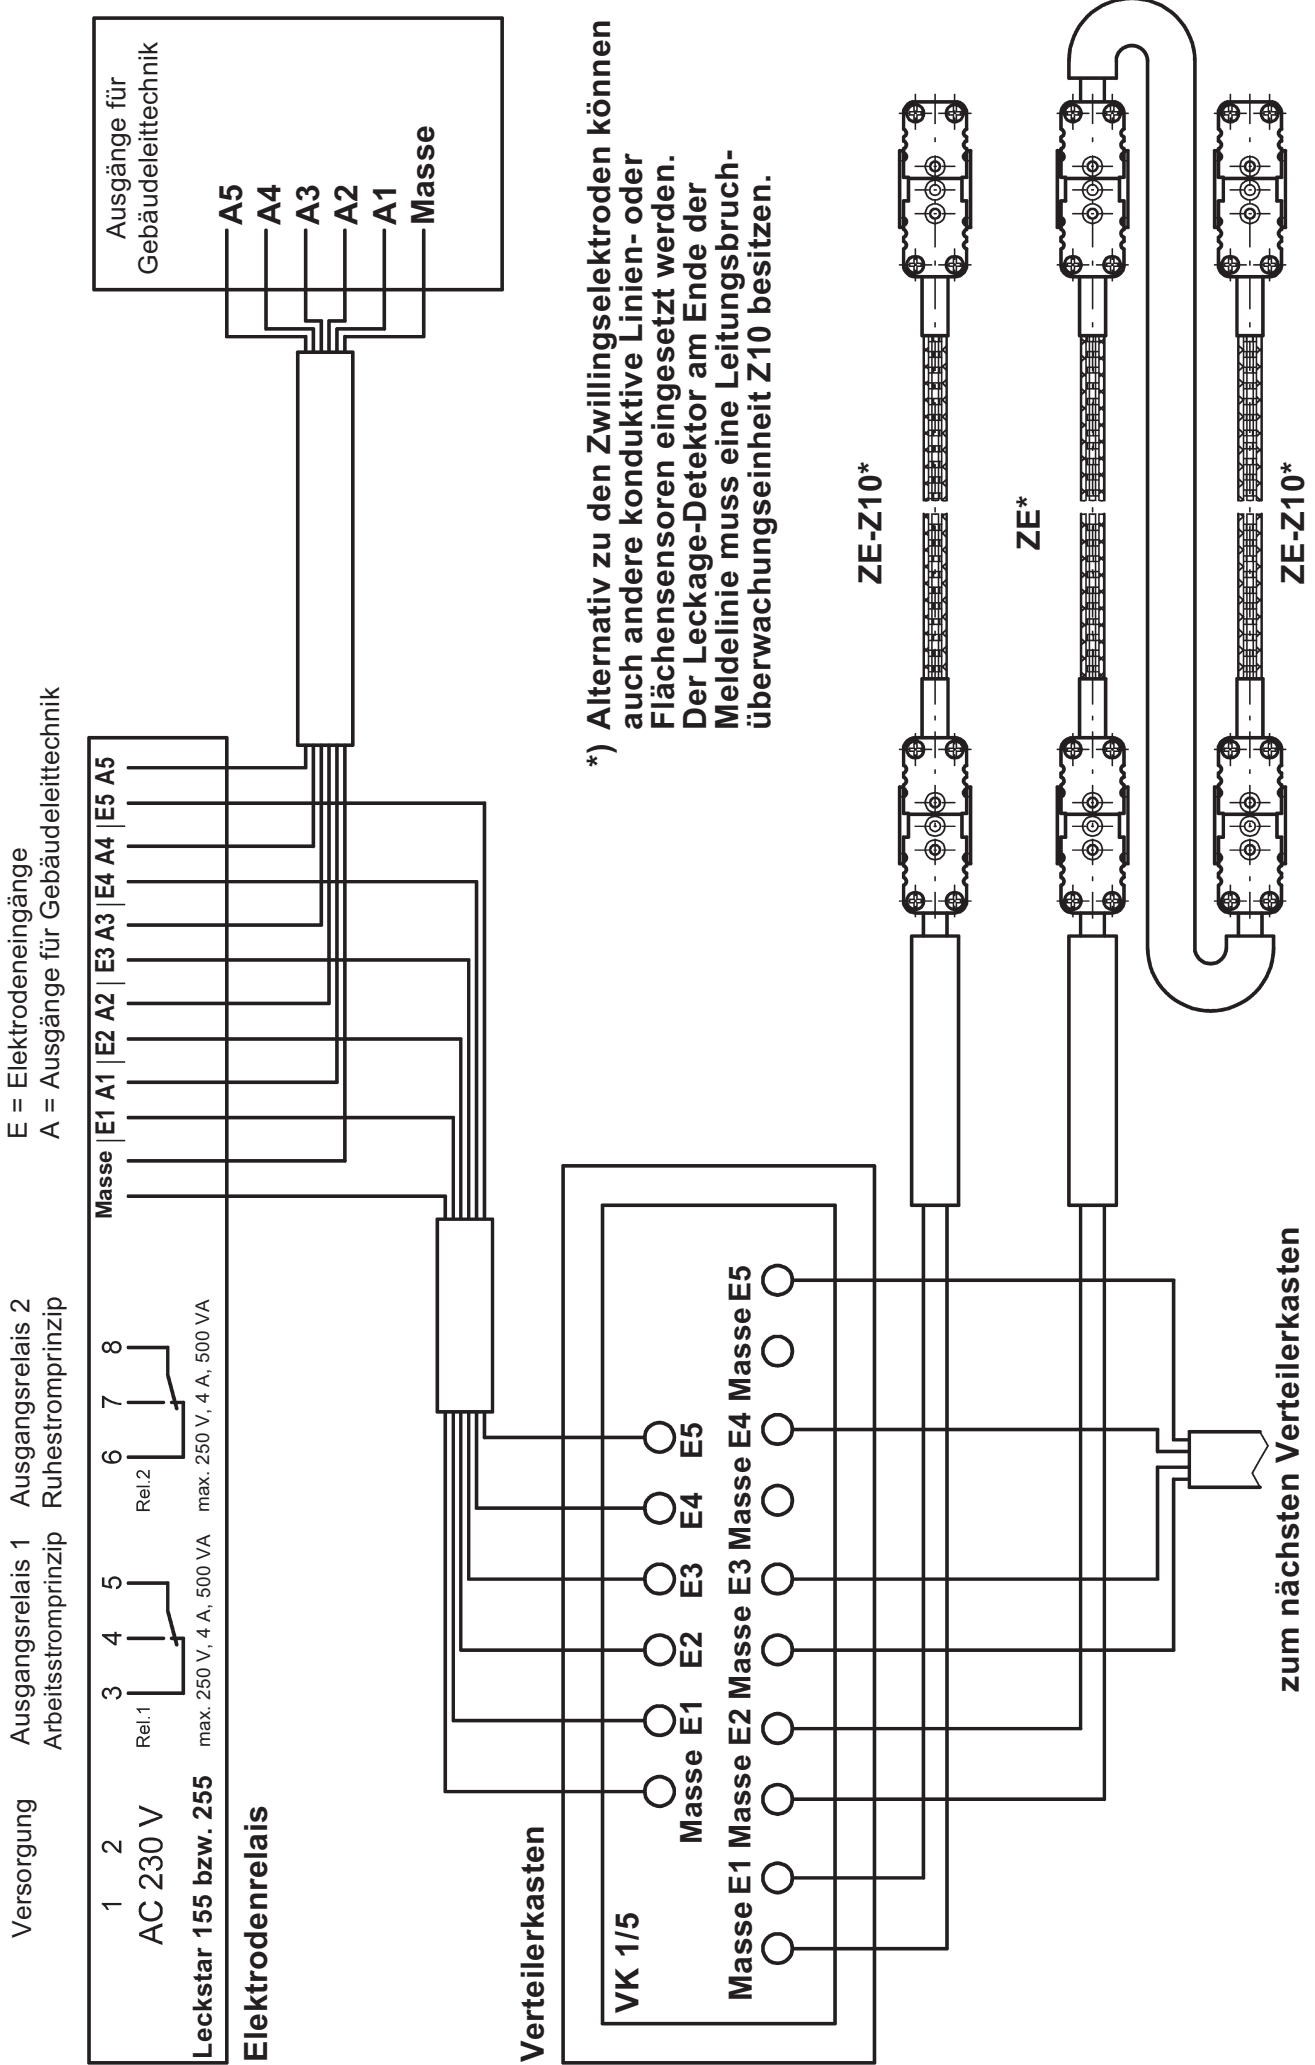 E = Elektrodeneingänge
A = Ausgänge für Gebäudeleittechnik
Versorgung
Ausgangsrelais 1
Arbeitsstromprinzip
Ausgangsrelais 2
Ruhestromprinzip
1 2
3 4 5
6 7 8
Masse | E1 A1 | E2 A2 | E3 A3 | E4 A4 | E5 A5
AC 230 V
Rel.1
Rel.2
Leckstar 155 bzw. 255
max. 250 V, 4 A, 500 VA
max. 250 V, 4 A, 500 VA
Elektrodenrelais
Ausgänge für
Gebäudeleittechnik
A5
A4
A3
A2
A1
Masse
Verteilerkasten
VK 1/5
Masse E1 E2 E3 E4 E5
Masse E1 Masse E2 Masse E3 Masse E4 Masse E5
*) Alternativ zu den Zwillingselektroden können
auch andere konduktive Linien- oder
Flächensensoren eingesetzt werden.
Der Leckage-Detektor am Ende der
Meldelinie muss eine Leitungsbruch-
überwachungseinheit Z10 besitzen.
ZE-Z10*
ZE*
ZE-Z10*
zum nächsten Verteilerkasten